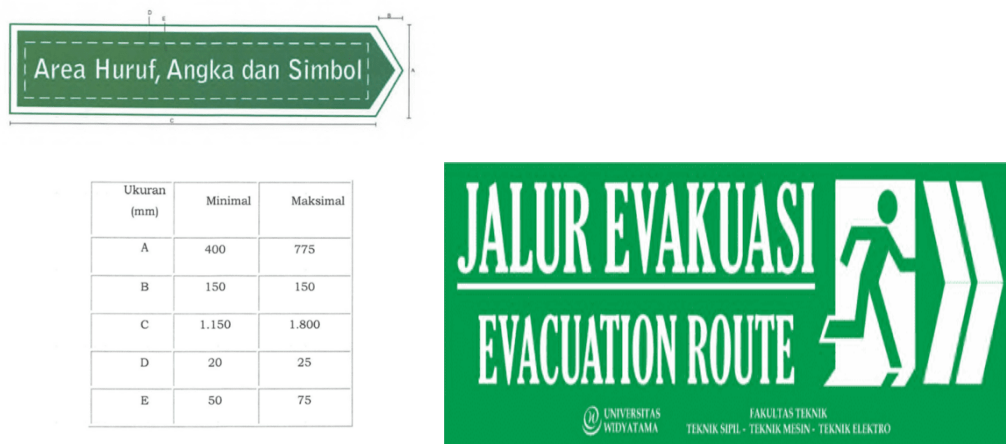 D
E
B
Area Huruf, Angka dan Simbol
A
C
Ukuran (mm) Minimal Maksimal
A 400 775
B 150 150
C 1.150 1.800
D 20 25
E 50 75
JALUR EVAKUASI
EVACUATION ROUTE
UNIVERSITAS WIDYATAMA
FAKULTAS TEKNIK
TEKNIK SIPIL - TEKNIK MESIN - TEKNIK ELEKTRO